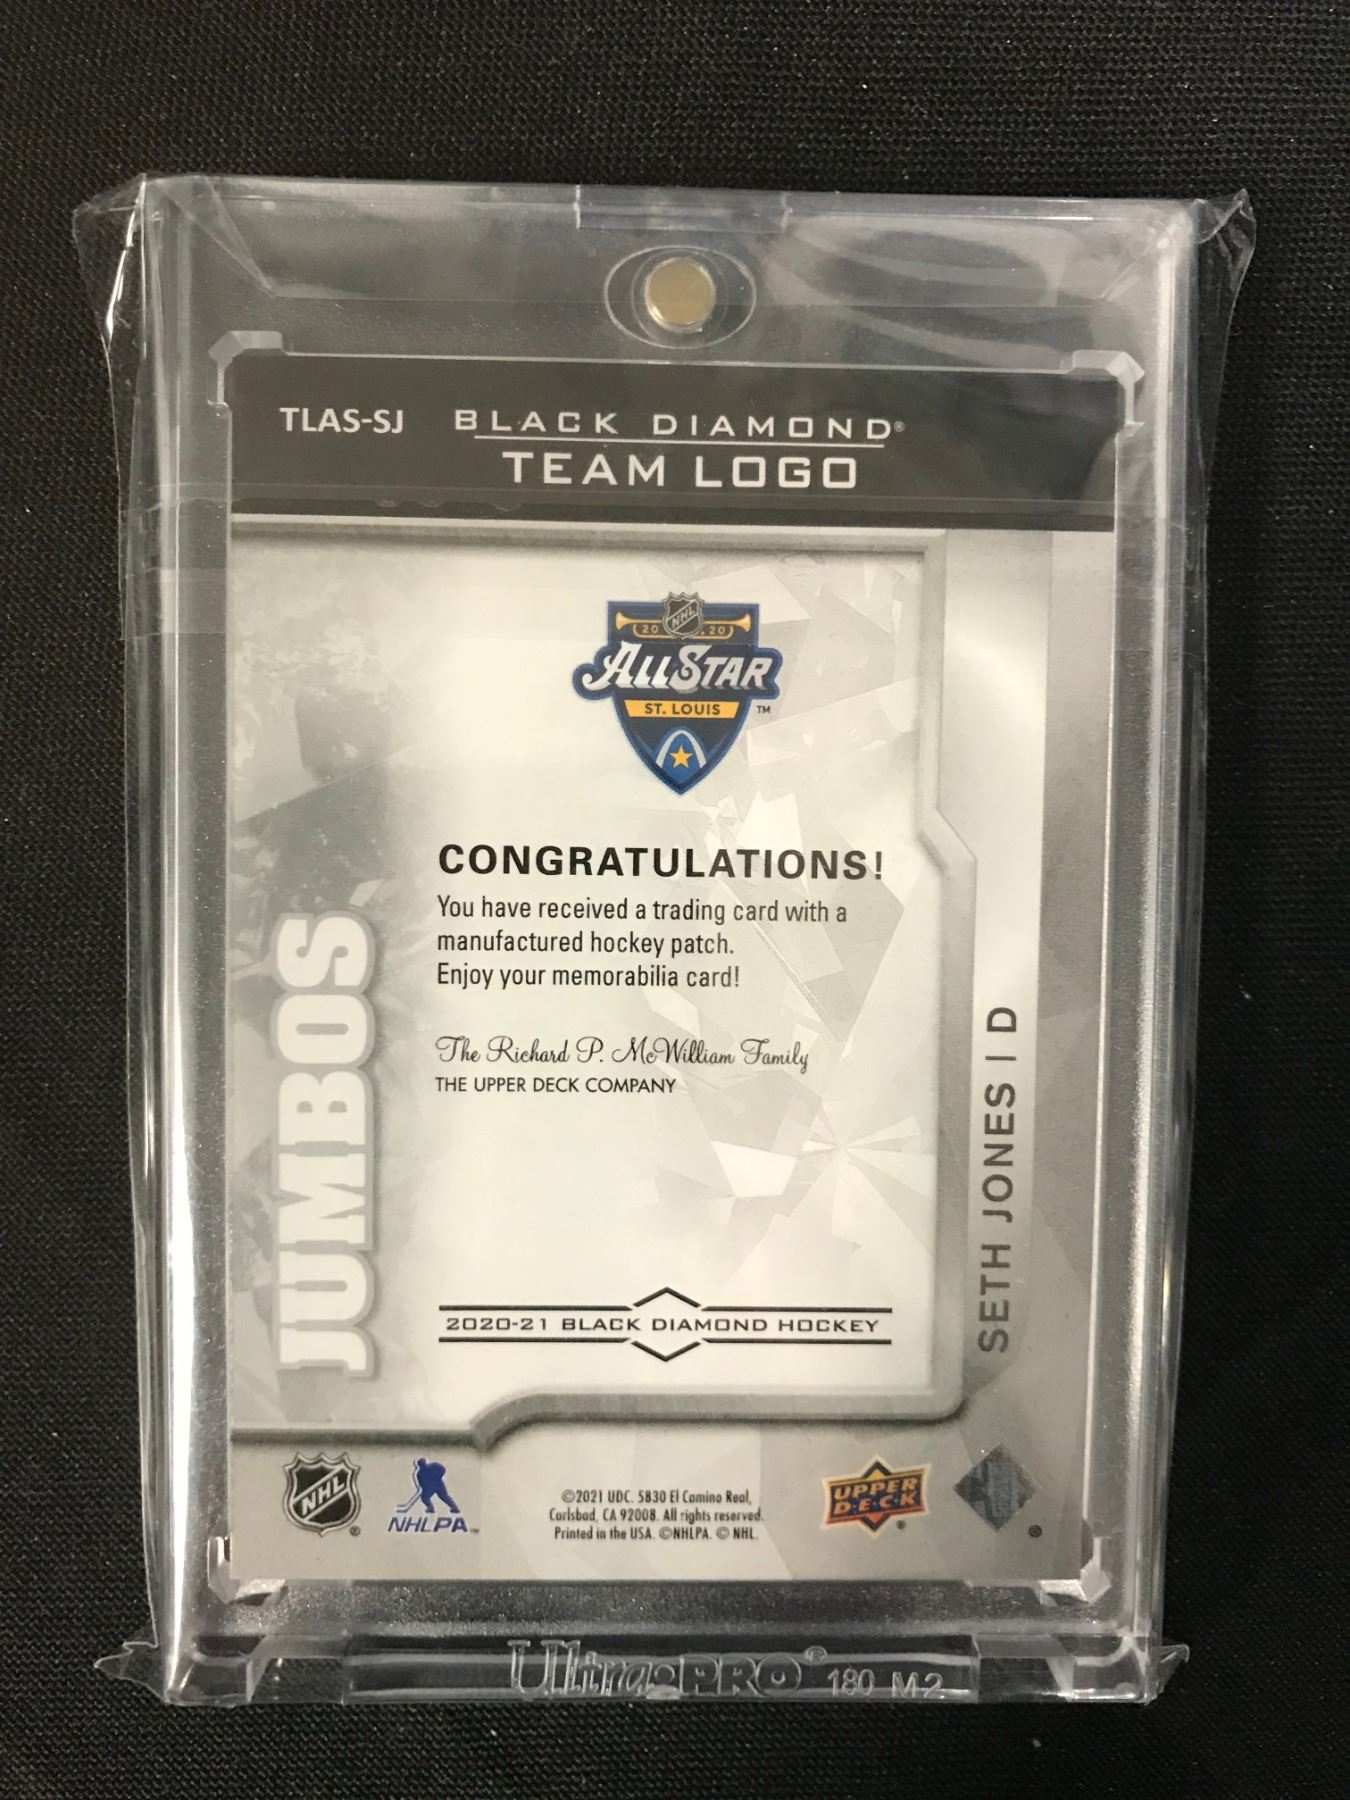 TLAS-SJ BLACK DIAMOND®
TEAM LOGO
NHL
20 20
ALL STAR
ST. LOUIS
TM
CONGRATULATIONS!
You have received a trading card with a
manufactured hockey patch.
Enjoy your memorabilia card!
The Richard P. McWilliam Family
THE UPPER DECK COMPANY
JUMBOS
SETH JONES | D
2020-21 BLACK DIAMOND HOCKEY
NHL ®
NHLPA™
©2021 UDC. 5830 El Camino Real,
Carlsbad, CA 92008. All rights reserved.
Printed in the USA. ©NHLPA. © NHL.
UPPER
D·E·C·K ®
®
Ultra·PRO® 180 M2